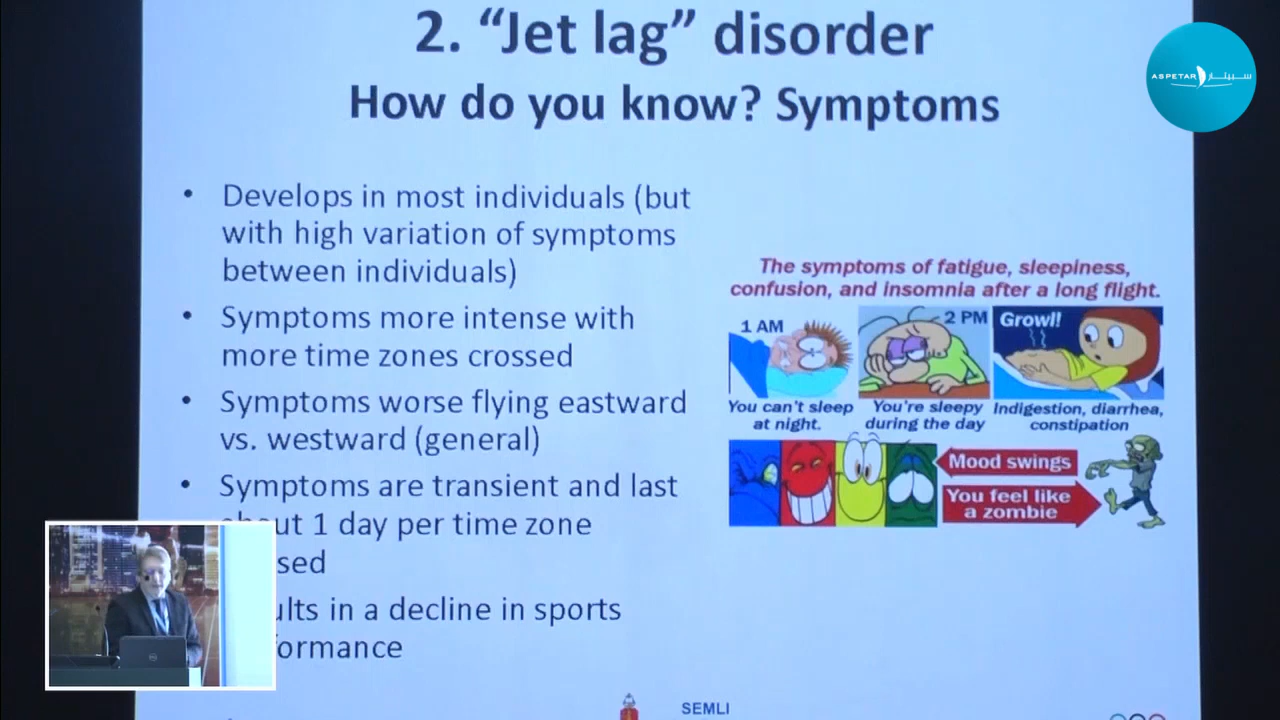 2. “Jet lag” disorder
How do you know? Symptoms
ASPETAR سبيتار
• Develops in most individuals (but
with high variation of symptoms
between individuals)
• Symptoms more intense with
more time zones crossed
• Symptoms worse flying eastward
vs. westward (general)
• Symptoms are transient and last
1 day per time zone
in a decline in sports
The symptoms of fatigue, sleepiness,
confusion, and insomnia after a long flight.
1 AM
2 PM
Growl!
You can't sleep
at night.
You're sleepy
during the day
Indigestion, diarrhea,
constipation
Mood swings
You feel like
a zombie
SEMLI